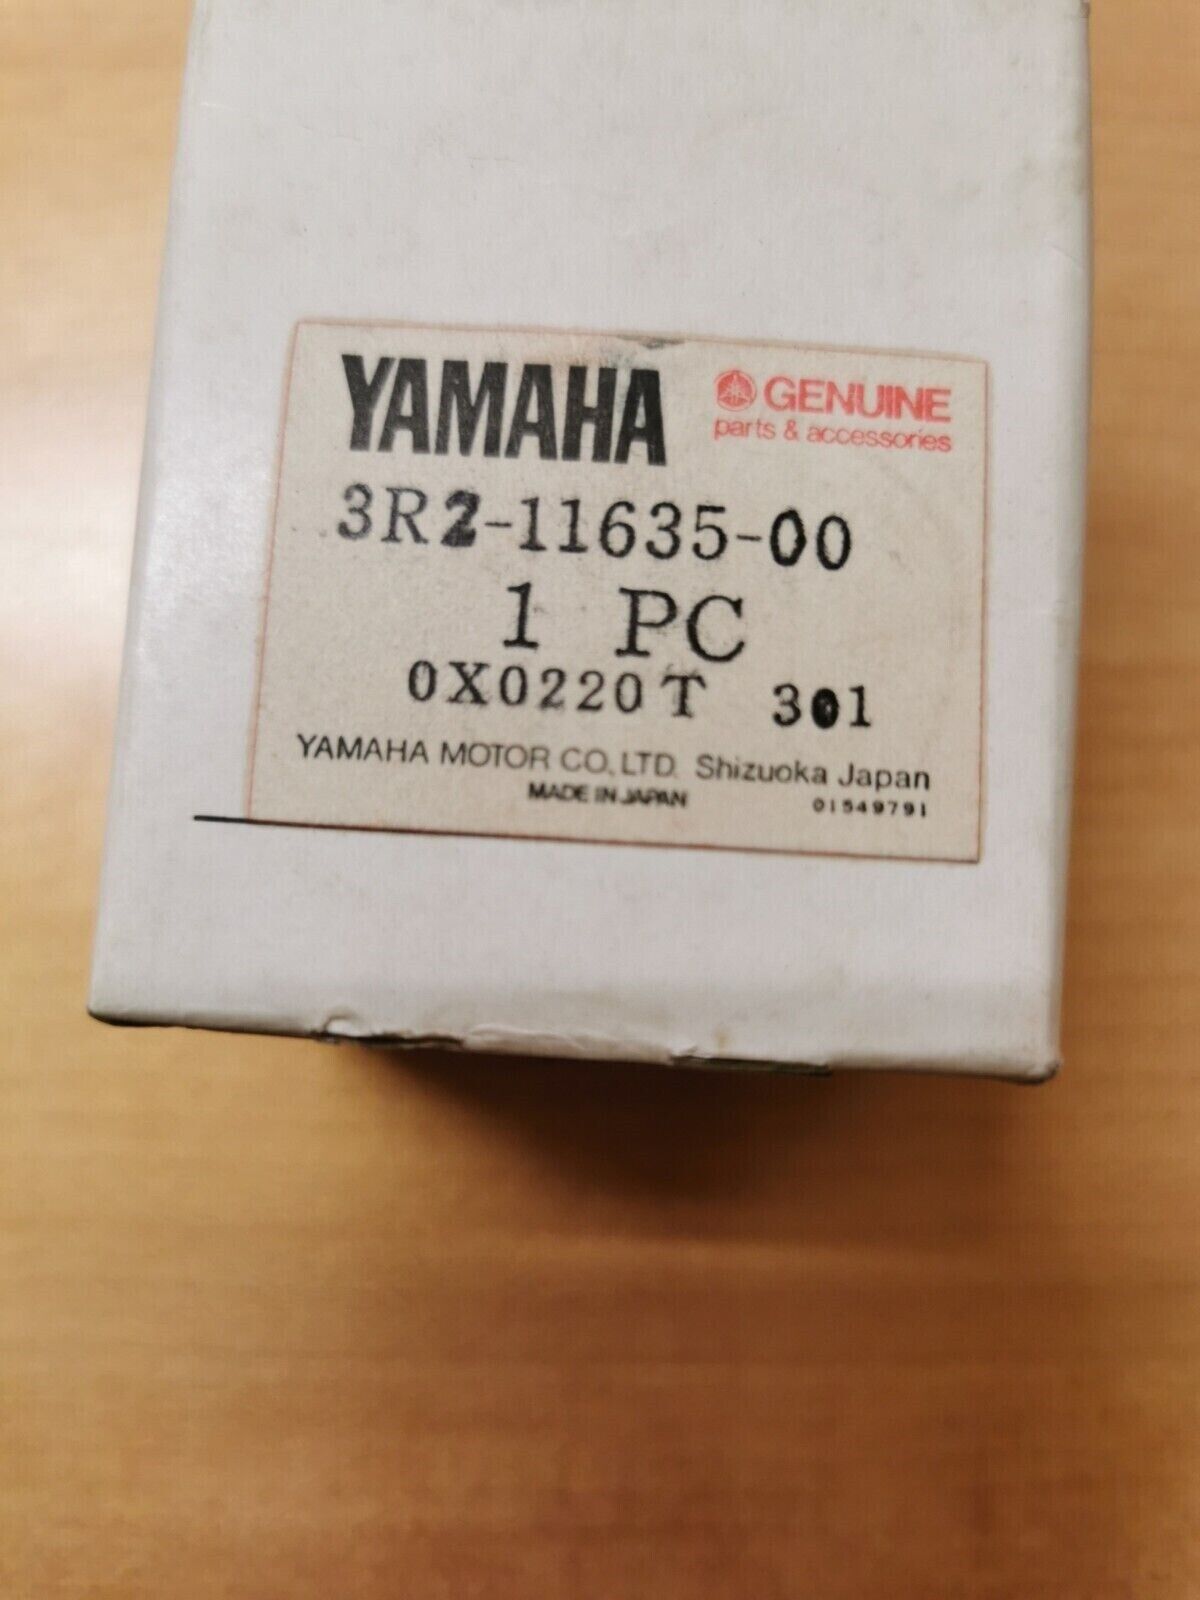 YAMAHA GENUINE
parts & accessories
3R2-11635-00
1 PC
0X0220T 301
YAMAHA MOTOR CO., LTD. Shizuoka Japan
MADE IN JAPAN 01549791